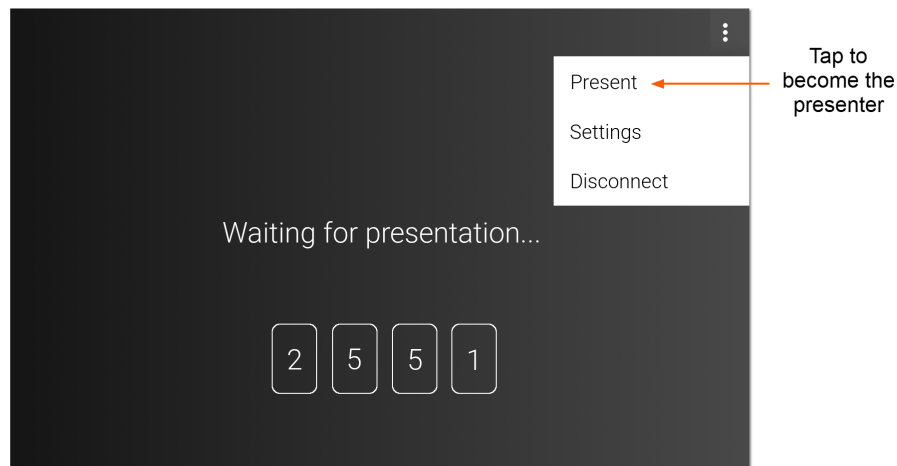 Present
Settings
Disconnect
Tap to
become the
presenter
Waiting for presentation...
2 5 5 1